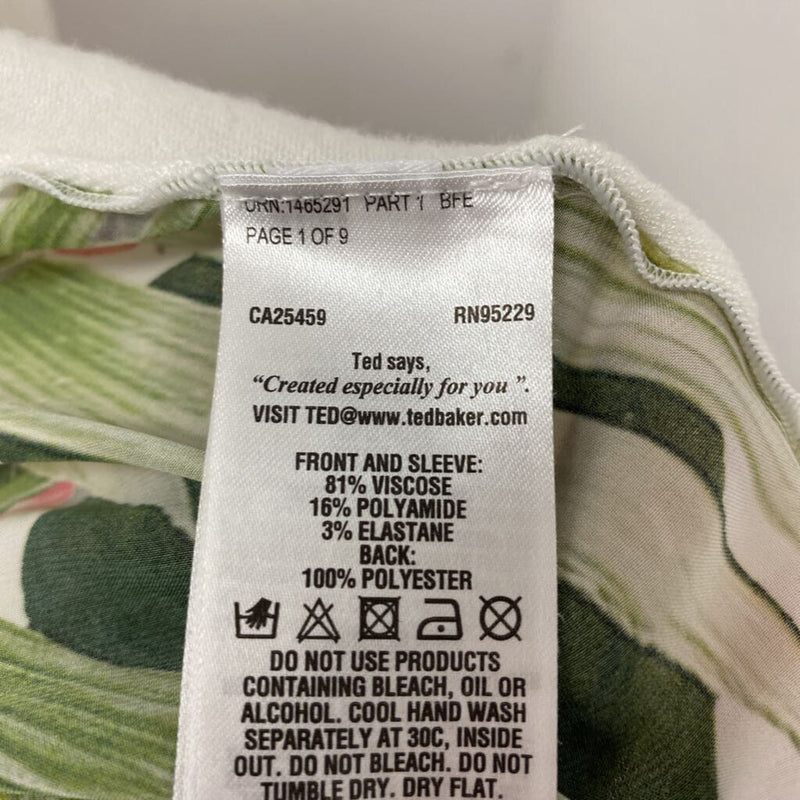 URN:1465291 PART 1 BFE
PAGE 1 OF 9
CA25459 RN95229
Ted says,
“Created especially for you ”.
VISIT TED@www.tedbaker.com
FRONT AND SLEEVE:
81% VISCOSE
16% POLYAMIDE
3% ELASTANE
BACK:
100% POLYESTER
DO NOT USE PRODUCTS
CONTAINING BLEACH, OIL OR
ALCOHOL. COOL HAND WASH
SEPARATELY AT 30C, INSIDE
OUT. DO NOT BLEACH. DO NOT
TUMBLE DRY. DRY FLAT.